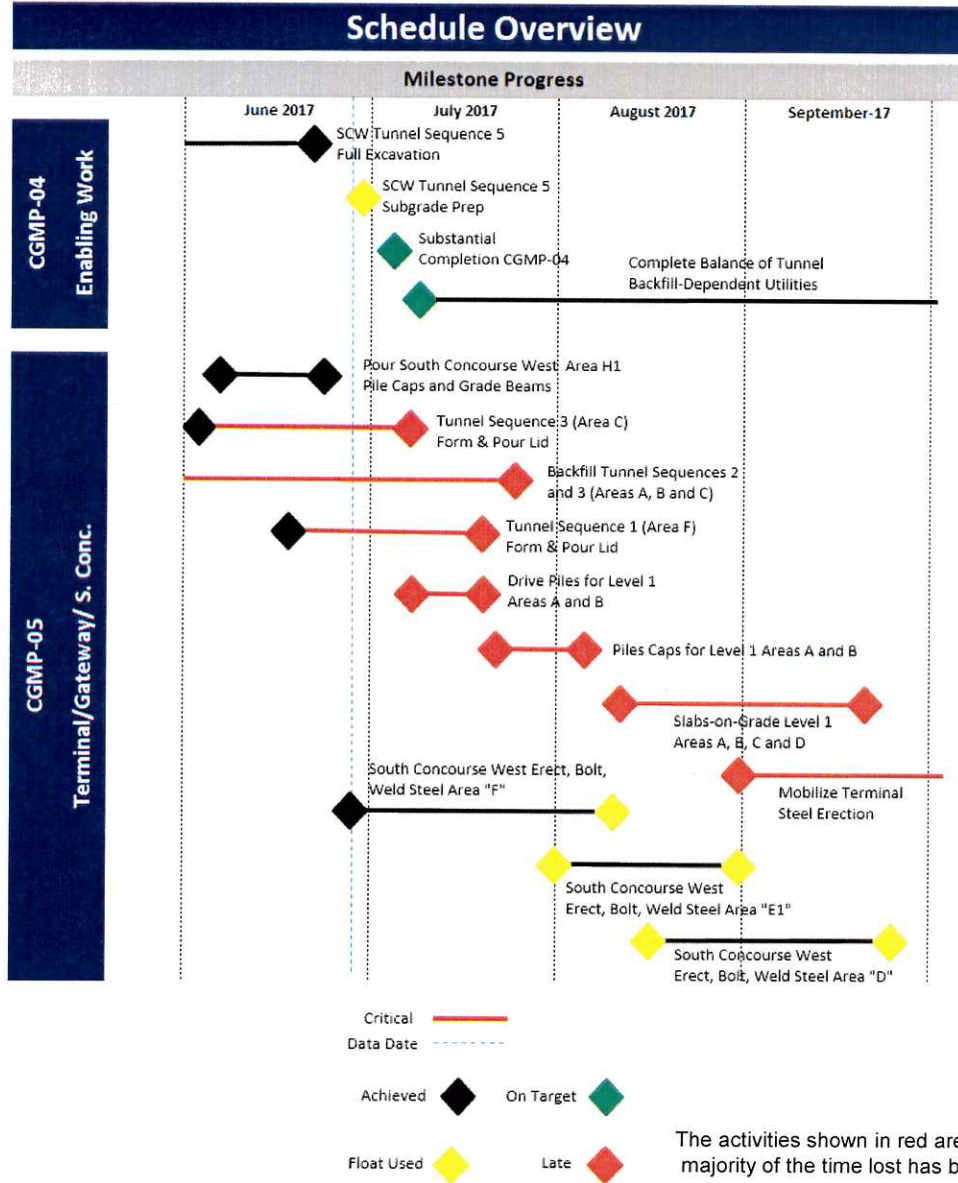 Schedule Overview
Milestone Progress
June 2017
July 2017
August 2017
September-17
CGMP-04
Enabling Work
SCW Tunnel Sequence 5
Full Excavation
SCW Tunnel Sequence 5
Subgrade Prep
Substantial
Completion CGMP-04
Complete Balance of Tunnel
Backfill-Dependent Utilities
CGMP-05
Terminal/Gateway/ S. Conc.
Pour South Concourse West Area H1
Pile Caps and Grade Beams
Tunnel Sequence 3 (Area C)
Form & Pour Lid
Backfill Tunnel Sequences 2
and 3 (Areas A, B and C)
Tunnel Sequence 1 (Area F)
Form & Pour Lid
Drive Piles for Level 1
Areas A and B
Piles Caps for Level 1 Areas A and B
Slabs-on-Grade Level 1
Areas A, B, C and D
Mobilize Terminal
Steel Erection
South Concourse West Erect, Bolt,
Weld Steel Area "F"
South Concourse West
Erect, Bolt, Weld Steel Area "E1"
South Concourse West
Erect, Bolt, Weld Steel Area "D"
Critical
Data Date
Achieved
On Target
Float Used
Late
The activities shown in red are
majority of the time lost has b